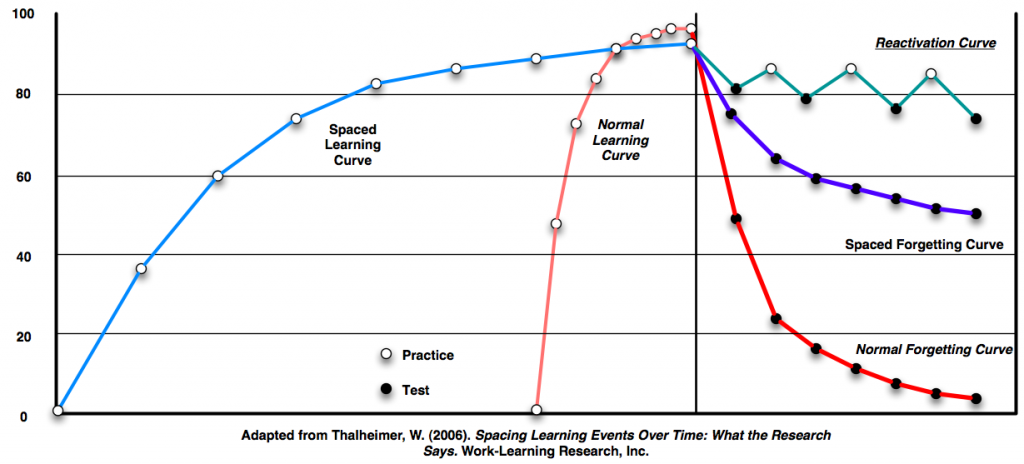 100
80
60
40
20
0
Spaced
Learning
Curve
Normal
Learning
Curve
Reactivation Curve
Spaced Forgetting Curve
Normal Forgetting Curve
Practice
Test
Adapted from Thalheimer, W. (2006). Spacing Learning Events Over Time: What the Research
Says. Work-Learning Research, Inc.